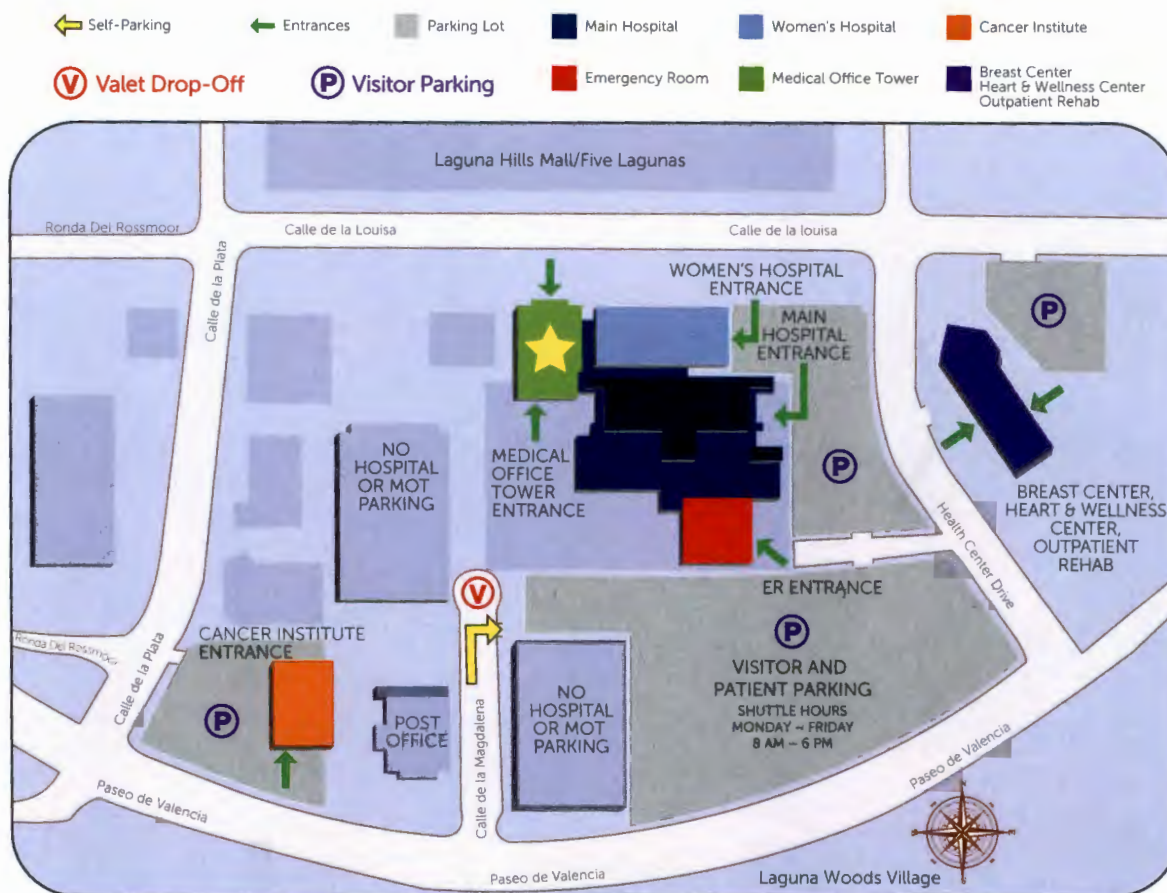 Self-Parking
Entrances
Parking Lot
Main Hospital
Women's Hospital
Cancer Institute
V Valet Drop-Off
P Visitor Parking
Emergency Room
Medical Office Tower
Breast Center
Heart & Wellness Center
Outpatient Rehab
Laguna Hills Mall/Five Lagunas
Ronda Del Rossmoor
Calle de la Louisa
Calle de la louisa
Calle de la Plata
WOMEN'S HOSPITAL
ENTRANCE
MAIN
HOSPITAL
ENTRANCE
P
NO
HOSPITAL
OR MOT
PARKING
MEDICAL
OFFICE
TOWER
ENTRANCE
P
BREAST CENTER,
HEART & WELLNESS
CENTER,
OUTPATIENT
REHAB
Health Center Drive
V
ER ENTRANCE
Ronda Del Rossmoor
Calle de la Plata
CANCER INSTITUTE
ENTRANCE
P
P
VISITOR AND
PATIENT PARKING
SHUTTLE HOURS
MONDAY – FRIDAY
8 AM – 6 PM
POST
OFFICE
Calle de la Magdalena
NO
HOSPITAL
OR MOT
PARKING
Paseo de Valencia
Paseo de Valencia
Paseo de Valencia
Laguna Woods Village